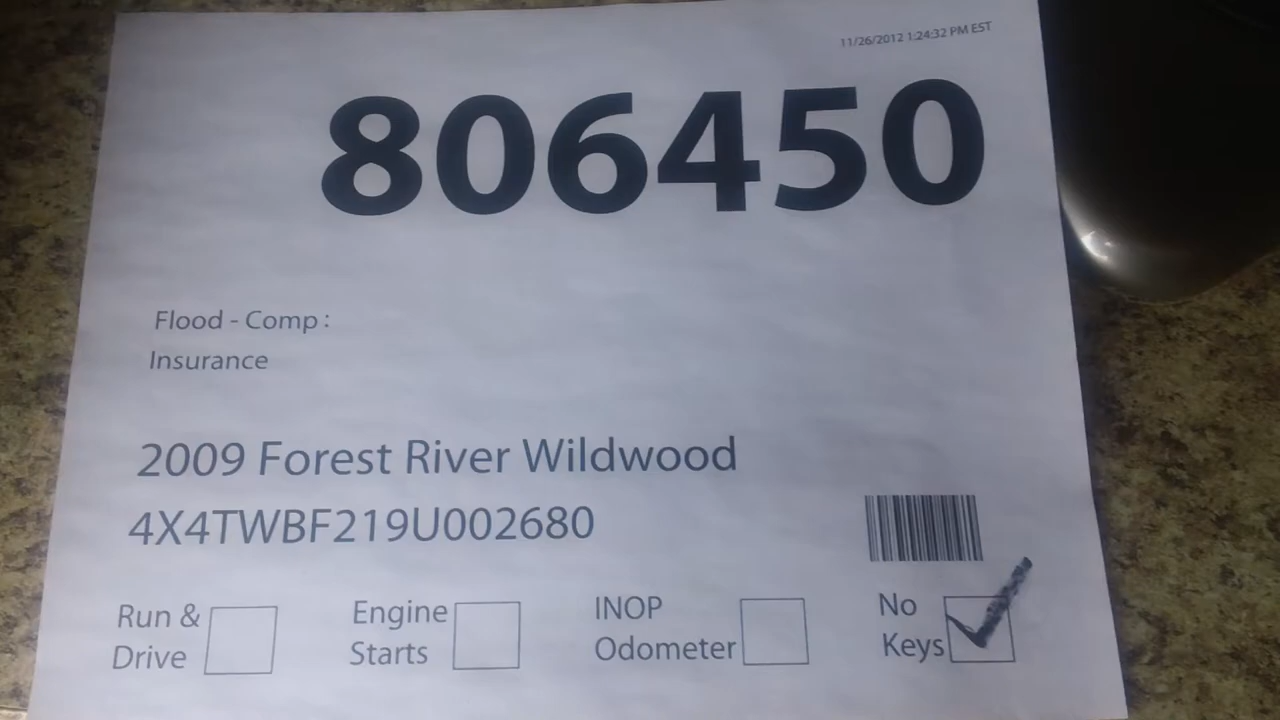 11/26/2012 1:24:32 PM EST
806450
Flood - Comp :
Insurance
2009 Forest River Wildwood
4X4TWBF219U002680
Run & Drive
Engine Starts
INOP Odometer
No Keys